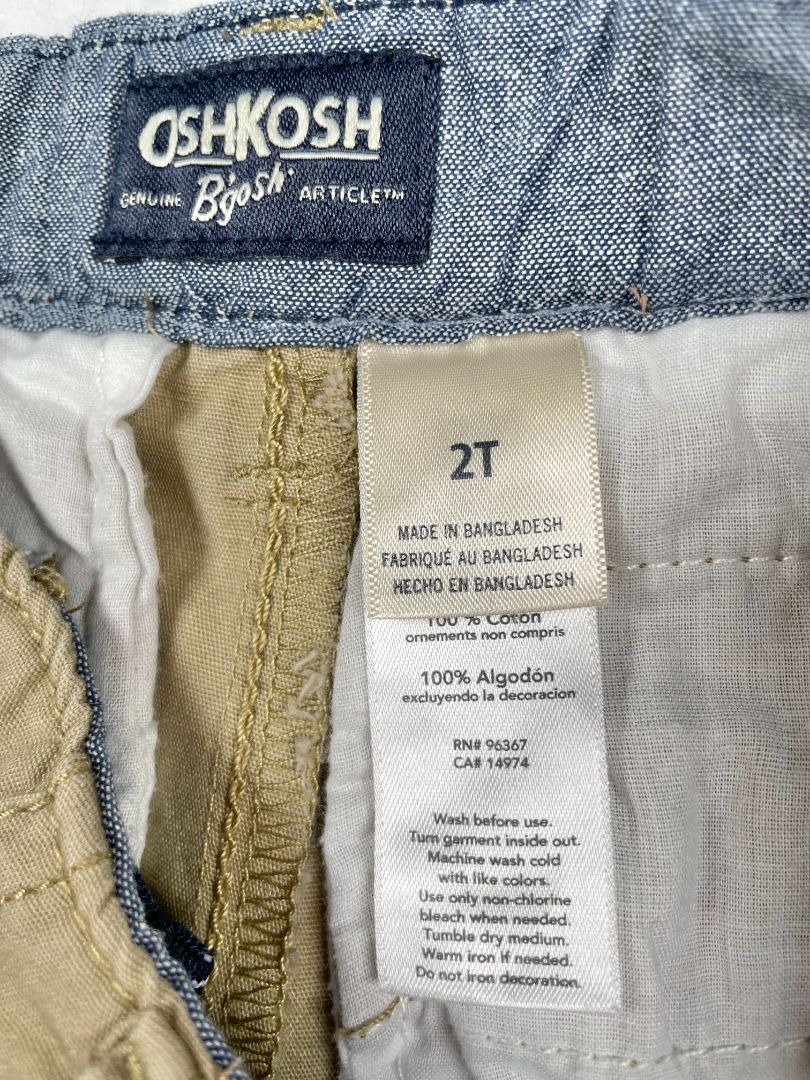 OSHKOSH
GENUINE B'gosh® ARTICLE™
2T
MADE IN BANGLADESH
FABRIQUÉ AU BANGLADESH
HECHO EN BANGLADESH
100 % Coton
ornements non compris
100% Algodón
excluyendo la decoracion
RN# 96367
CA# 14974
Wash before use.
Turn garment inside out.
Machine wash cold
with like colors.
Use only non-chlorine
bleach when needed.
Tumble dry medium.
Warm iron if needed.
Do not iron decoration.